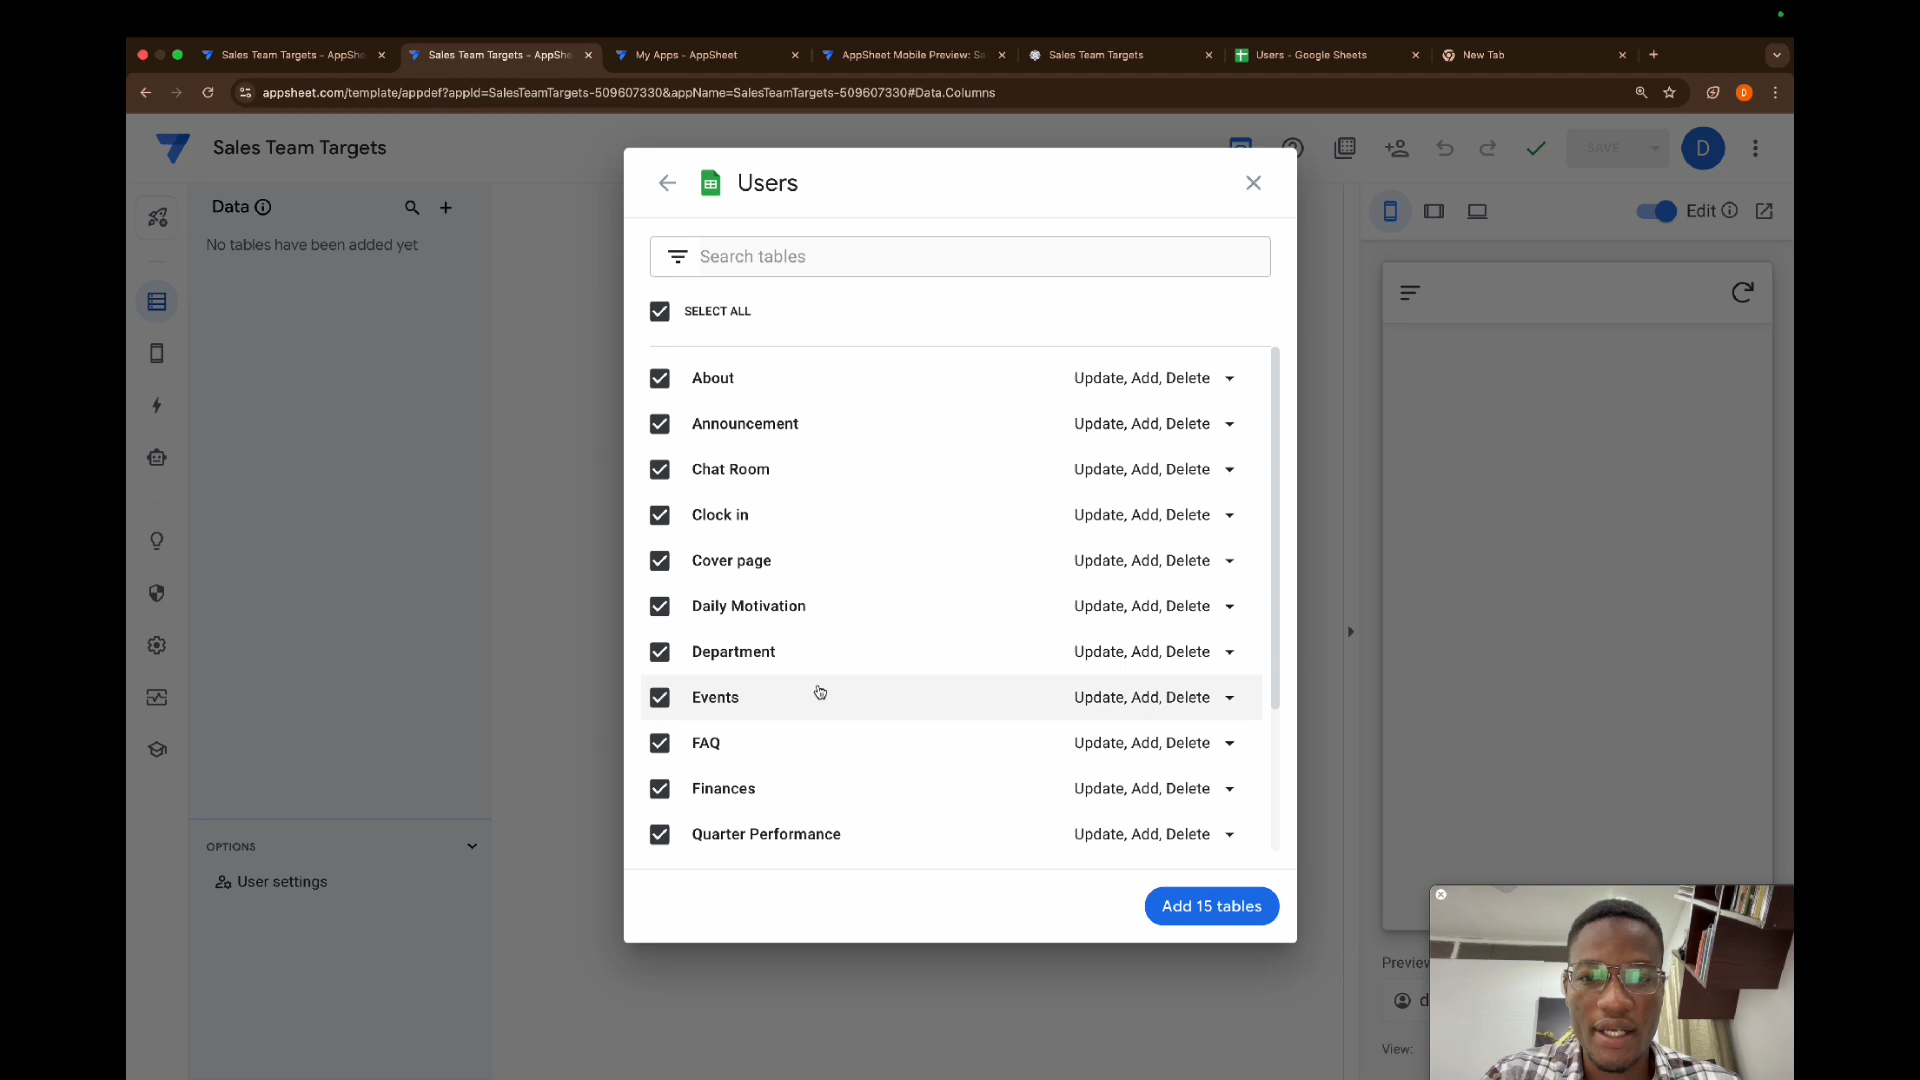 Sales Team Targets - AppShe
Sales Team Targets - AppShe
My Apps - AppSheet
AppSheet Mobile Preview: Sa
Sales Team Targets
Users - Google Sheets
New Tab
appsheet.com/template/appdef?appId=SalesTeamTargets-509607330&appName=SalesTeamTargets-509607330#Data.Columns
D
Sales Team Targets
SAVE
D
Data
No tables have been added yet
Edit
Users
Search tables
SELECT ALL
About Update, Add, Delete
Announcement Update, Add, Delete
Chat Room Update, Add, Delete
Clock in Update, Add, Delete
Cover page Update, Add, Delete
Daily Motivation Update, Add, Delete
Department Update, Add, Delete
Events Update, Add, Delete
FAQ Update, Add, Delete
Finances Update, Add, Delete
Quarter Performance Update, Add, Delete
Add 15 tables
OPTIONS
User settings
Preview
d
View: